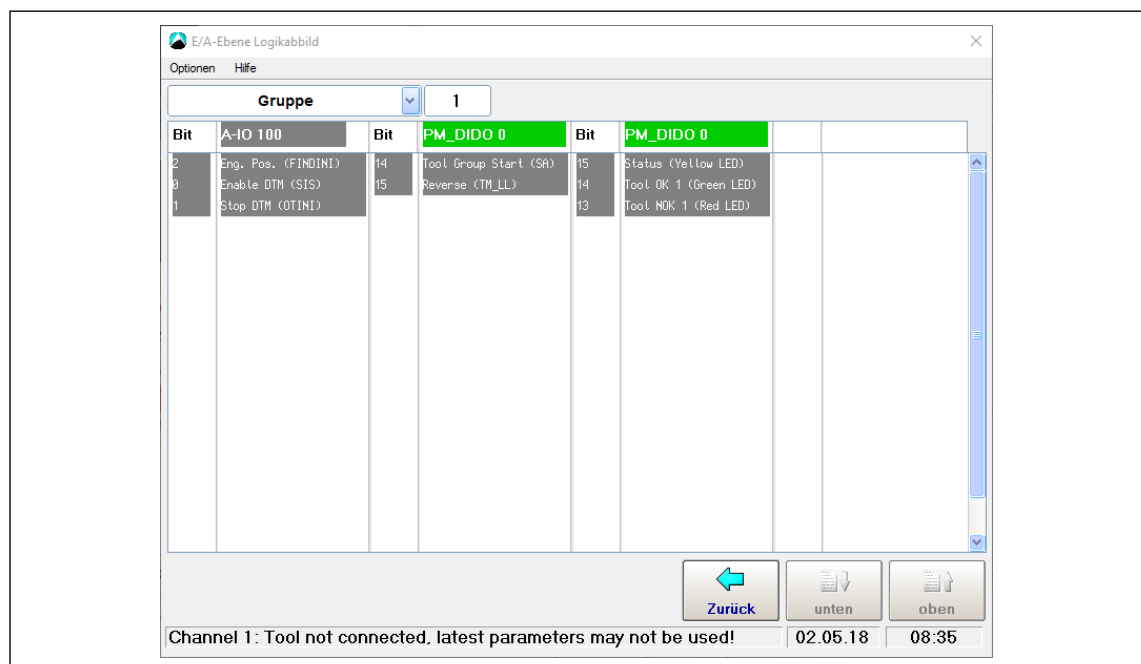 E/A-Ebene Logikabbild
Optionen Hilfe
Gruppe 1
Bit A-IO 100 Bit PM_DIDO 0 Bit PM_DIDO 0
2 Eng. Pos. (FINDINI) 14 Tool Group Start (SA) 15 Status (Yellow LED)
0 Enable DTM (SIS) 15 Reverse (TM_LL) 14 Tool OK 1 (Green LED)
1 Stop DTM (OTINI) 13 Tool NOK 1 (Red LED)
Zurück unten oben
Channel 1: Tool not connected, latest parameters may not be used! 02.05.18 08:35